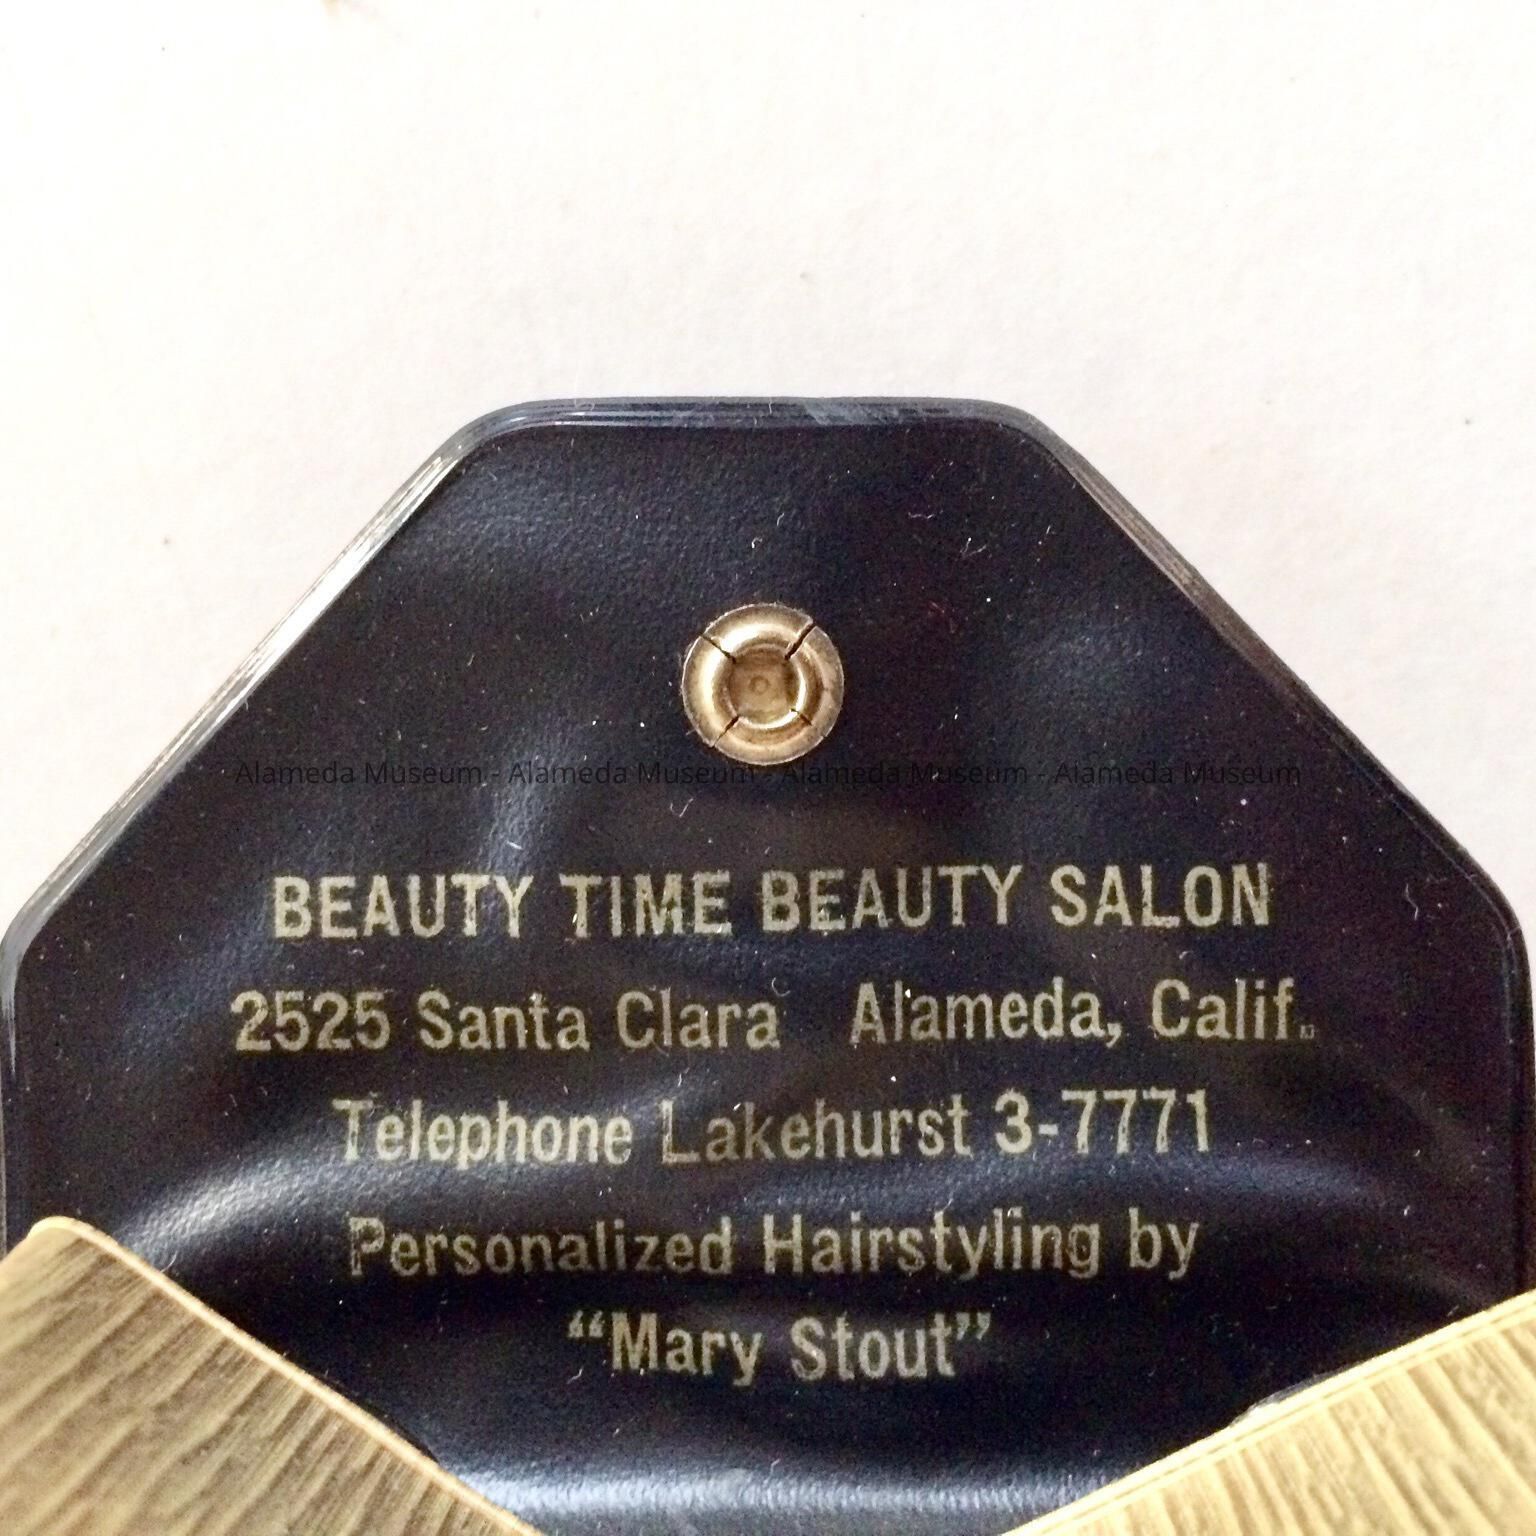 Alameda Museum - Alameda Museum - Alameda Museum - Alameda Museum
BEAUTY TIME BEAUTY SALON
2525 Santa Clara Alameda, Calif.
Telephone Lakehurst 3-7771
Personalized Hairstyling by
“Mary Stout”